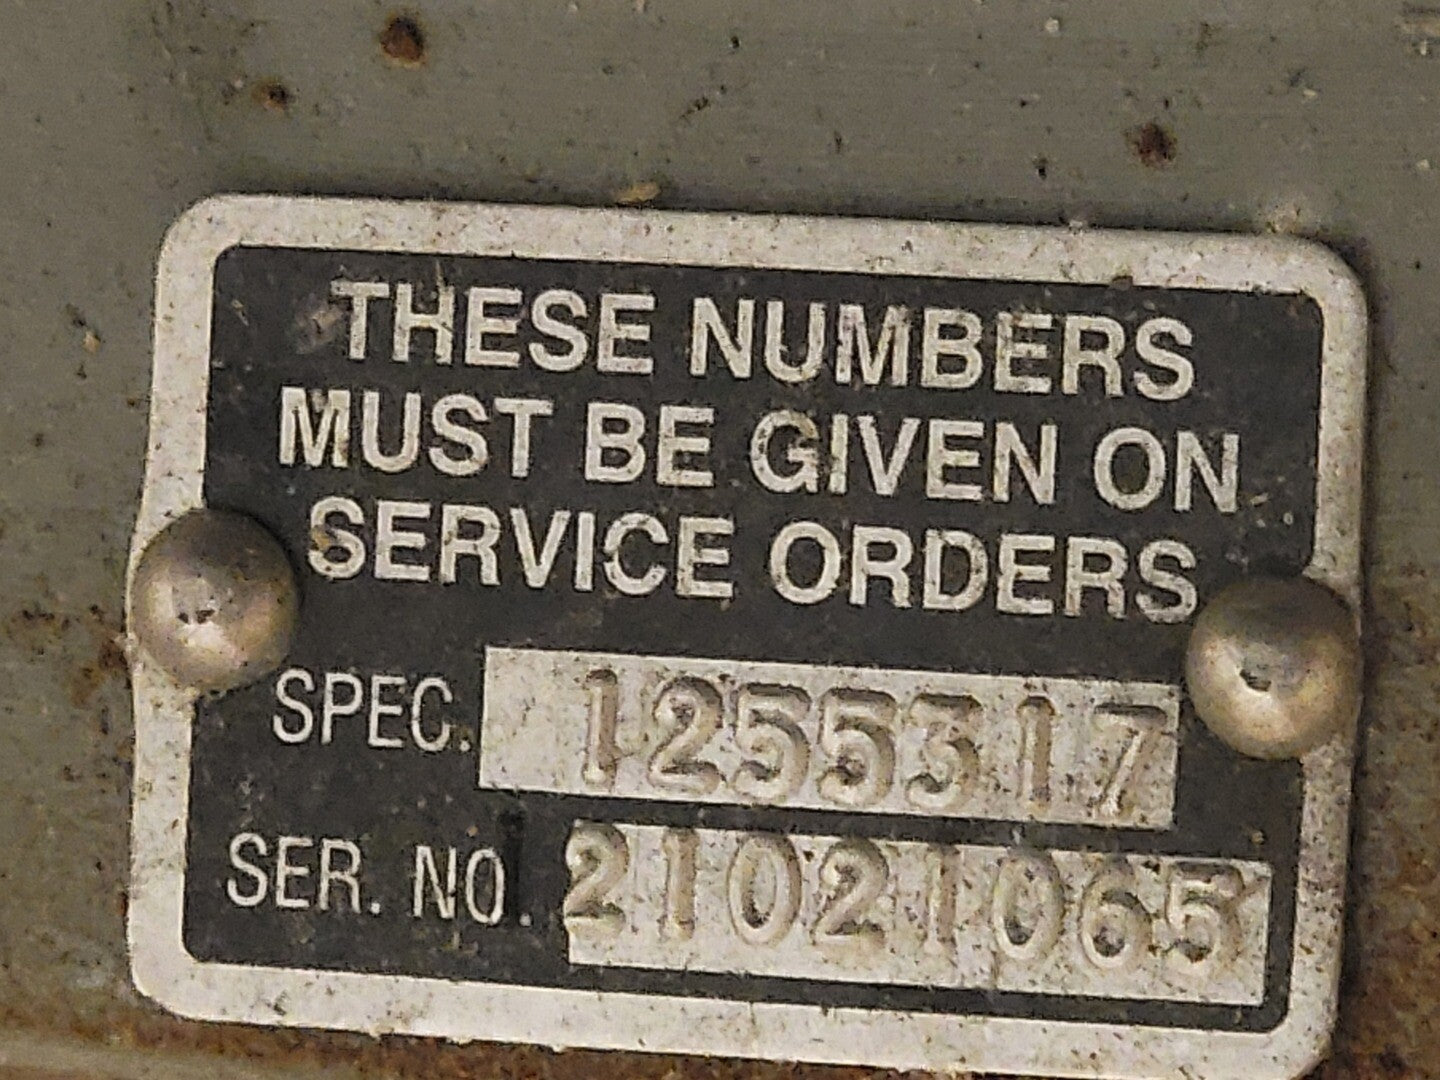 THESE NUMBERS
MUST BE GIVEN ON
SERVICE ORDERS
SPEC. 1255317
SER. NO. 21021065